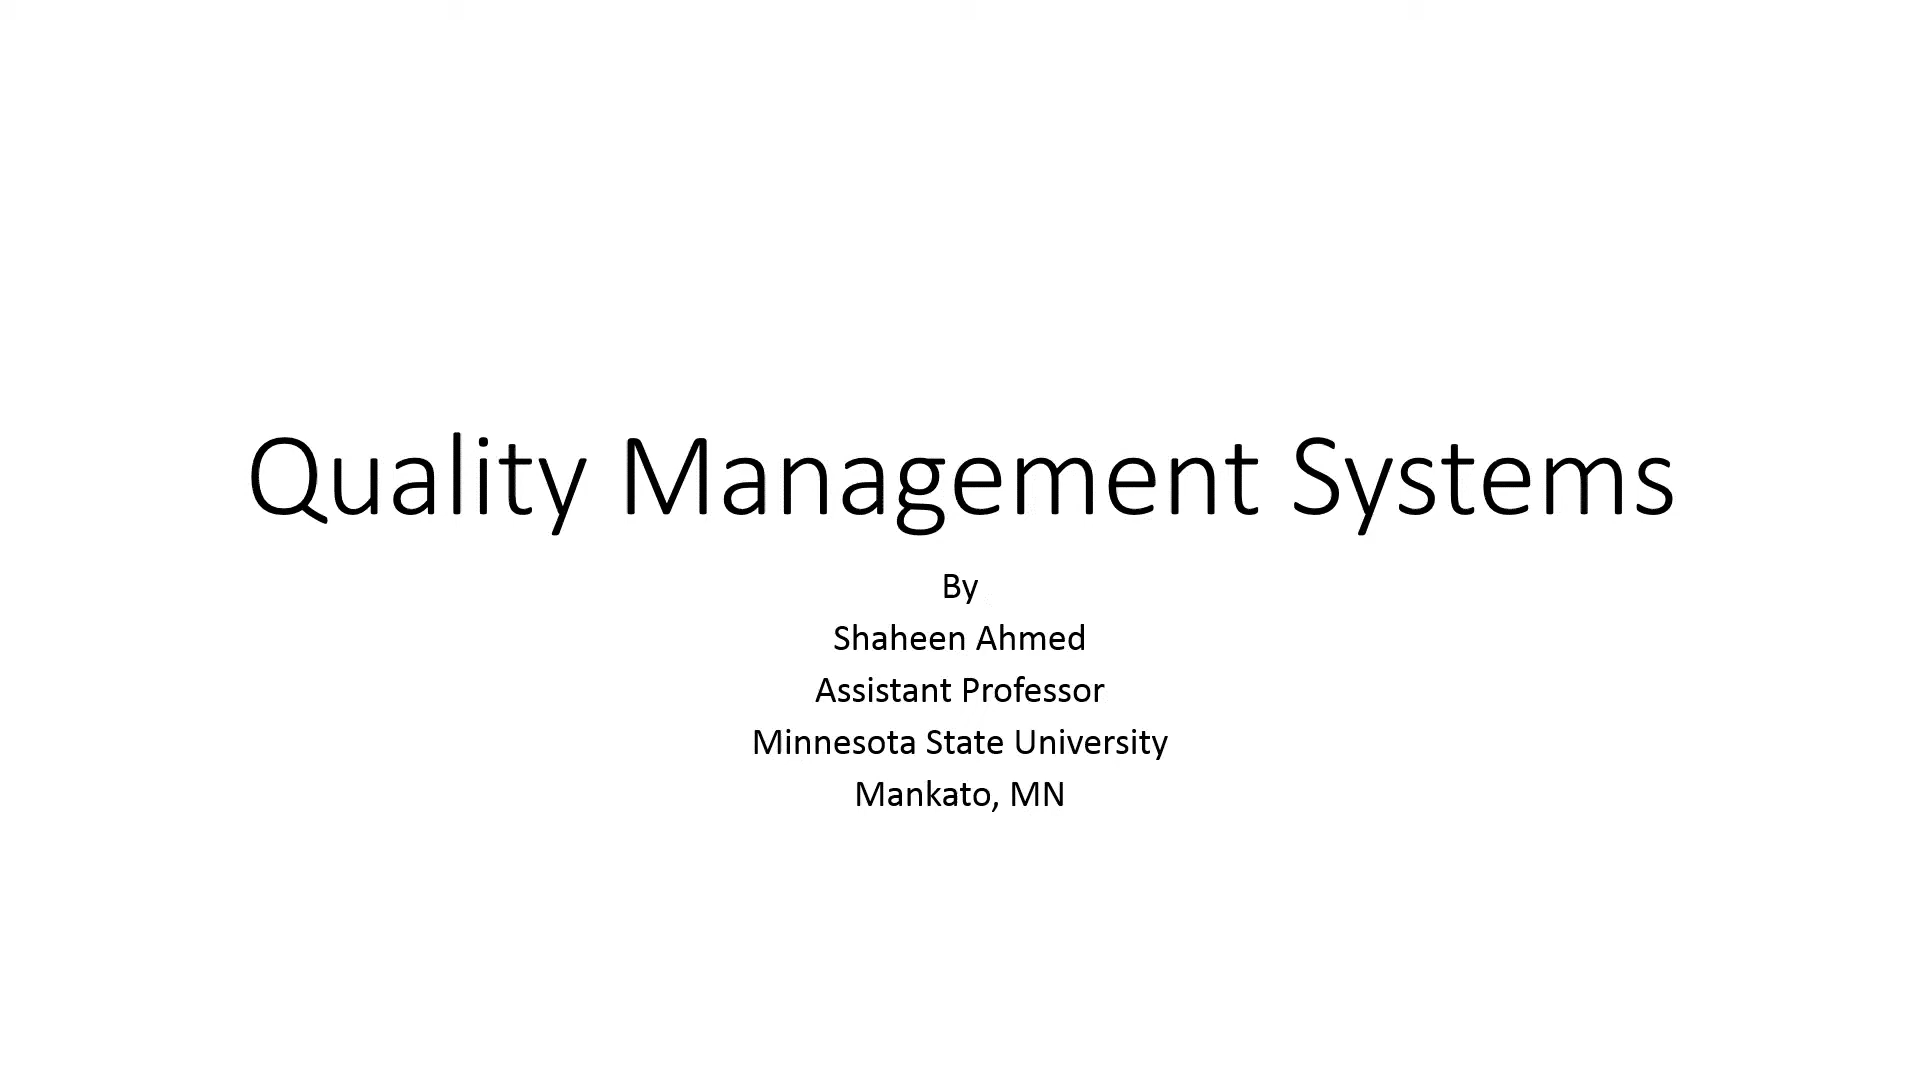 Quality Management Systems
By
Shaheen Ahmed
Assistant Professor
Minnesota State University
Mankato, MN